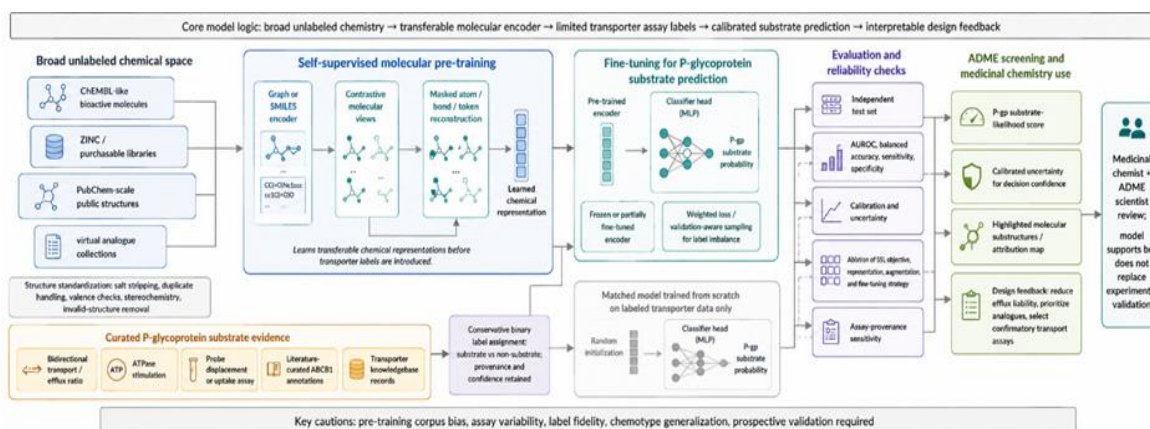 Core model logic: broad unlabeled chemistry → transferable molecular encoder → limited transporter assay labels → calibrated substrate prediction → interpretable design feedback
Broad unlabeled chemical space
ChEMBL-like
bioactive molecules
ZINC /
purchasable libraries
PubChem-scale
public structures
virtual analogue
collections
Structure standardization: salt stripping, duplicate
handling, valence checks, stereochemistry,
invalid-structure removal
Self-supervised molecular pre-training
Graph or
SMILES
encoder
...
Contrastive
molecular
views
...
Masked atom /
bond / token
reconstruction
...
Learned
chemical
representation
Learns transferable chemical representations before
transporter labels are introduced.
Fine-tuning for P-glycoprotein
substrate prediction
Pre-trained
encoder
Classifier head
(MLP)
P-gp
substrate
probability
Frozen or partially
fine-tuned
encoder
Weighted loss /
validation-aware sampling
for label imbalance
Matched model trained from scratch
on labeled transporter data only
Random
initialization
Classifier head
(MLP)
P-gp
substrate
probability
Curated P-glycoprotein substrate evidence
Bidirectional
transport /
efflux ratio
ATP
ATPase
stimulation
Probe
displacement
or uptake assay
Literature-
curated ABCB1
annotations
Transporter
knowledgebase
records
Conservative binary
label assignment:
substrate vs non-substrate;
provenance and
confidence retained
Evaluation and
reliability checks
Independent
test set
AUROC, balanced
accuracy, sensitivity,
specificity
Calibration and
uncertainty
Ablation of SSL objective,
representation, augmentation,
and fine-tuning strategy
Assay-provenance
sensitivity
ADME screening and
medicinal chemistry use
P-gp substrate-
likelihood score
Calibrated uncertainty
for decision confidence
Highlighted molecular
substructures /
attribution map
Design feedback: reduce
efflux liability, prioritize
analogues, select
confirmatory transport
assays
Medicinal
chemist +
ADME
scientist
review;
model
supports bu
does not
replace
experiment
validation
Key cautions: pre-training corpus bias, assay variability, label fidelity, chemotype generalization, prospective validation required